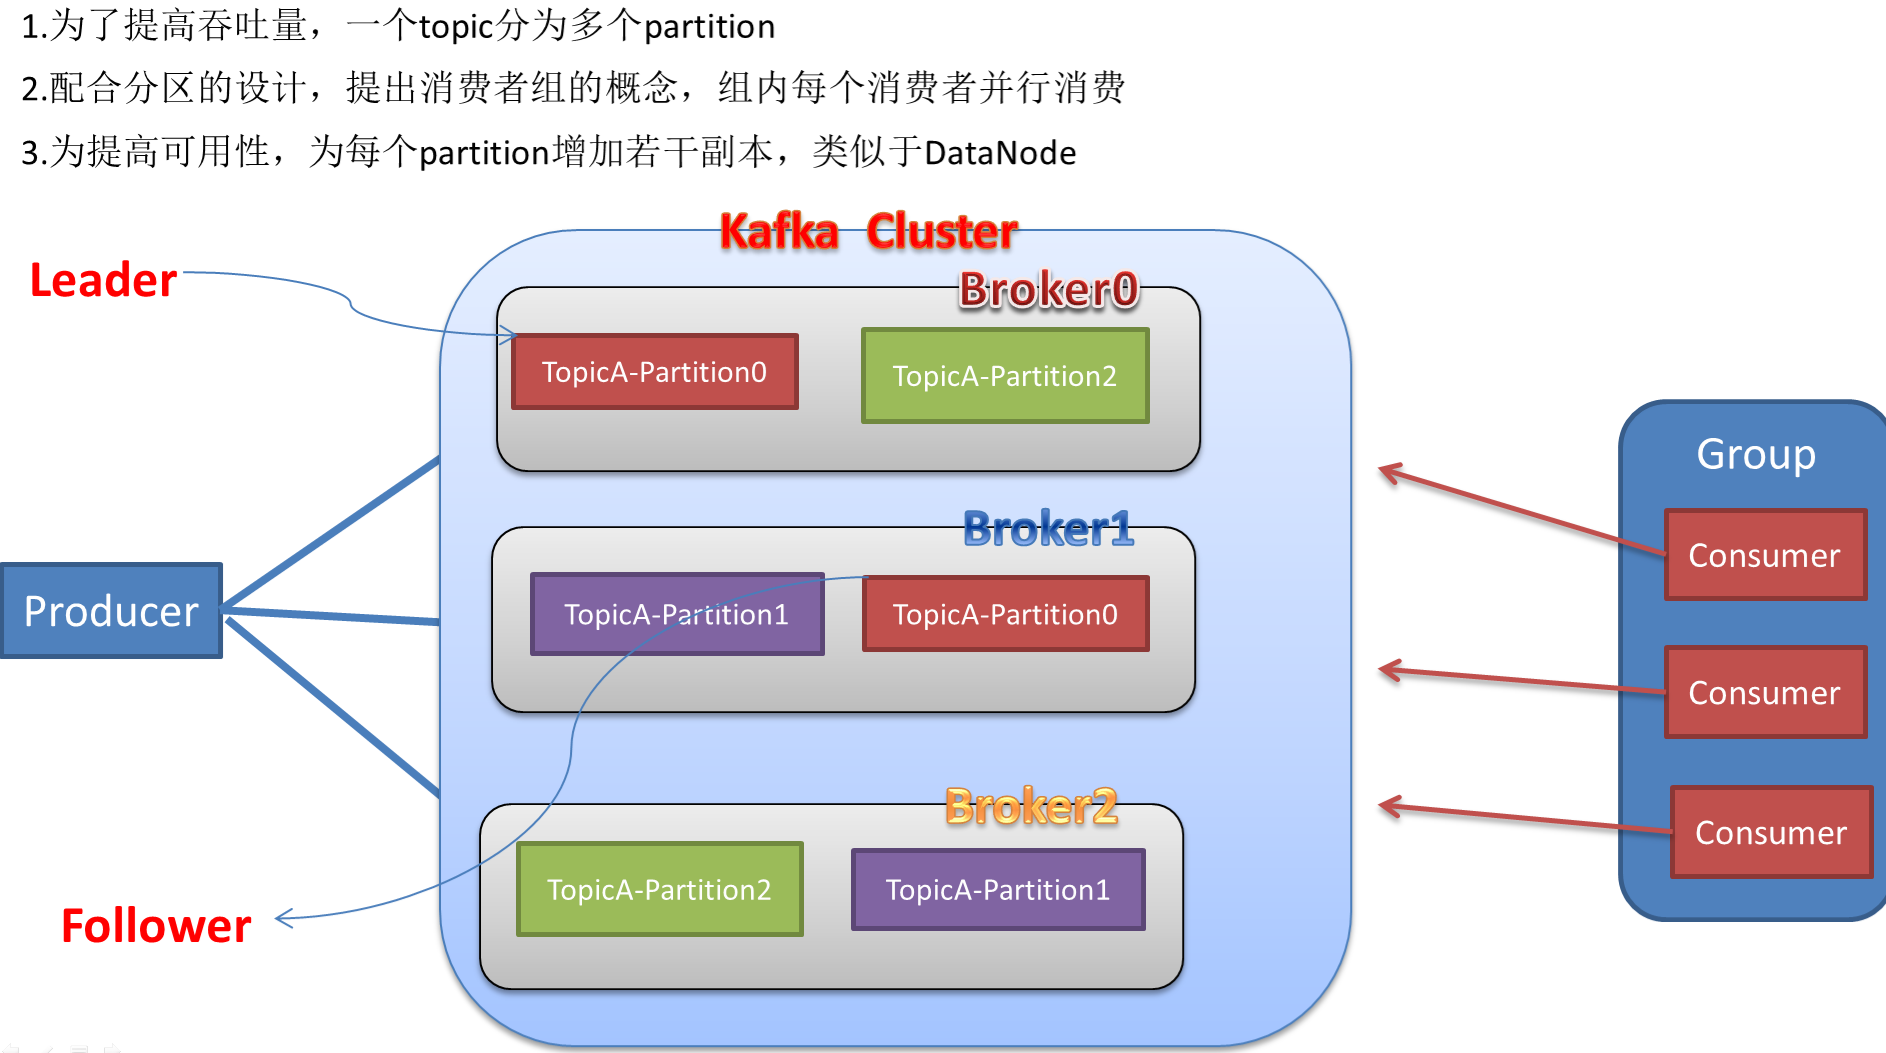 1.为了提高吞吐量，一个topic分为多个partition
2.配合分区的设计，提出消费者组的概念，组内每个消费者并行消费
3.为提高可用性，为每个partition增加若干副本，类似于DataNode
Kafka Cluster
Leader
Broker0
TopicA-Partition0
TopicA-Partition2
Group
Broker1
Consumer
Producer
TopicA-Partition1
TopicA-Partition0
Consumer
Broker2
Consumer
TopicA-Partition2
TopicA-Partition1
Follower